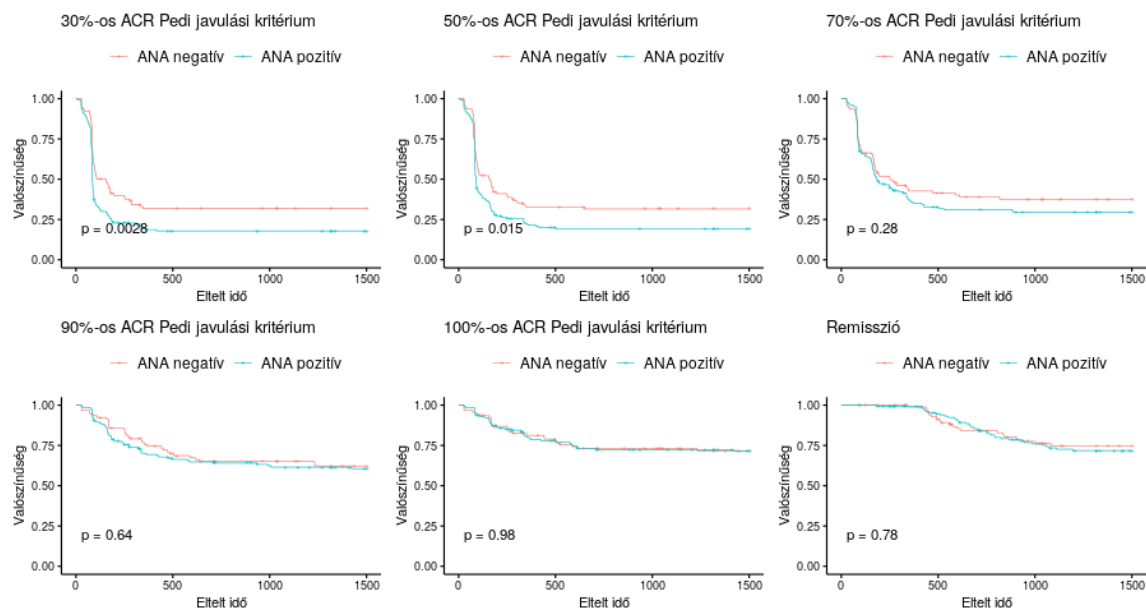 30%-os ACR Pedi javulási kritérium
ANA negatív ANA pozitív
1.00
0.75
0.50
0.25
0.00
Valószínűség
p = 0.0028
0 500 1000 1500
Eltelt idő
50%-os ACR Pedi javulási kritérium
ANA negatív ANA pozitív
1.00
0.75
0.50
0.25
0.00
Valószínűség
p = 0.015
0 500 1000 1500
Eltelt idő
70%-os ACR Pedi javulási kritérium
ANA negatív ANA pozitív
1.00
0.75
0.50
0.25
0.00
Valószínűség
p = 0.28
0 500 1000 1500
Eltelt idő
90%-os ACR Pedi javulási kritérium
ANA negatív ANA pozitív
1.00
0.75
0.50
0.25
0.00
Valószínűség
p = 0.64
0 500 1000 1500
Eltelt idő
100%-os ACR Pedi javulási kritérium
ANA negatív ANA pozitív
1.00
0.75
0.50
0.25
0.00
Valószínűség
p = 0.98
0 500 1000 1500
Eltelt idő
Remisszió
ANA negatív ANA pozitív
1.00
0.75
0.50
0.25
0.00
Valószínűség
p = 0.78
0 500 1000 1500
Eltelt idő